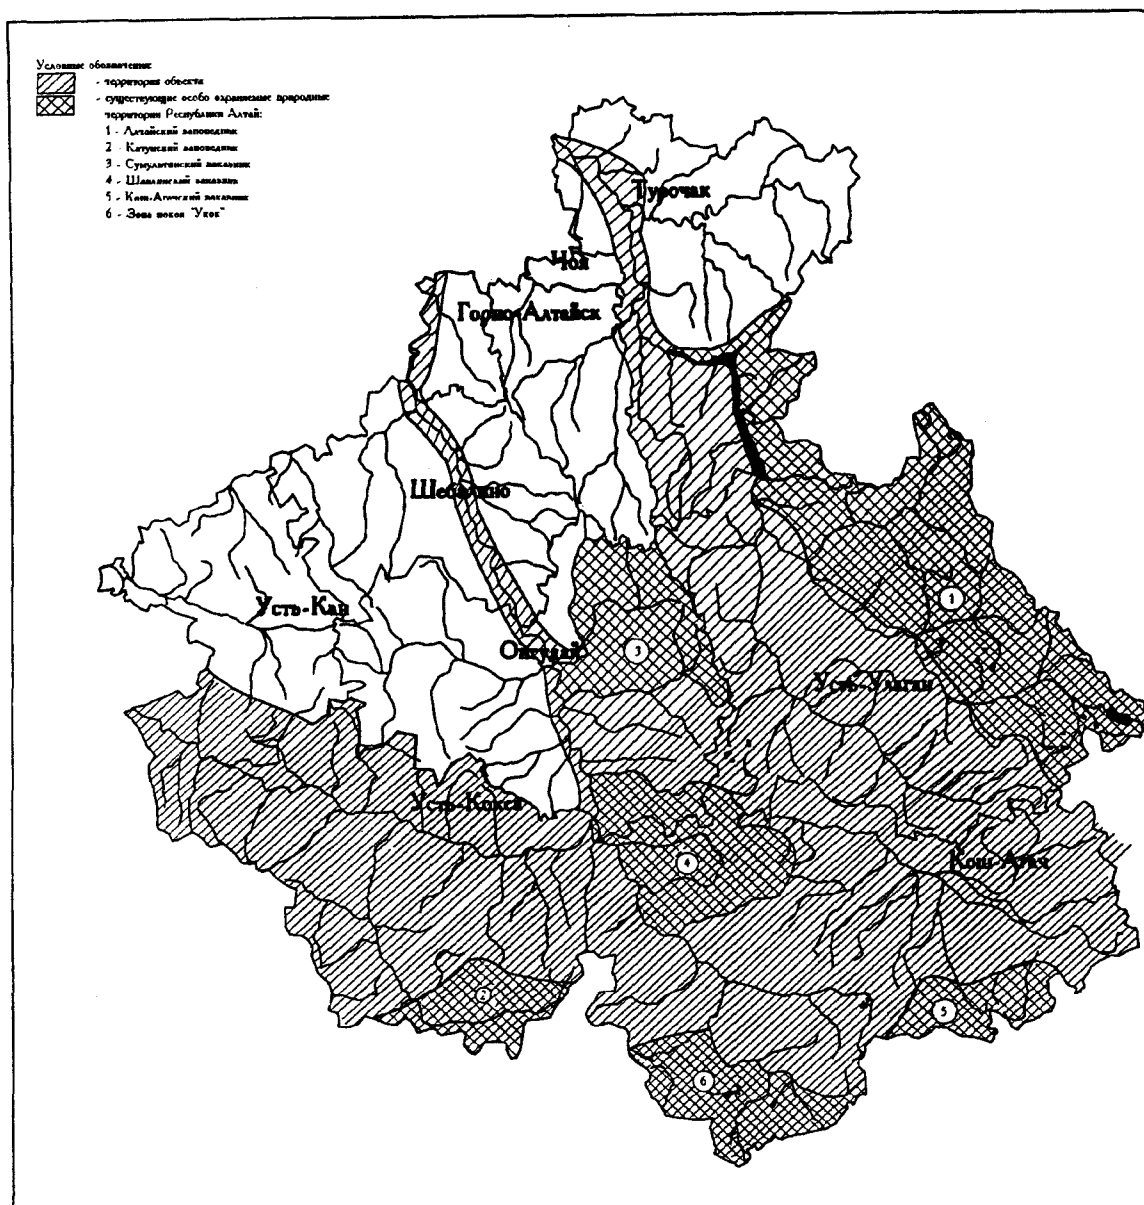 Условные обозначения:
- территория объекта
- существующие особо охраняемые природные
территории Республики Алтай:
1 - Алтайский заповедник
2 - Катунский заповедник
3 - Сумультинский заказник
4 - Шавлинский заказник
5 - Кош-Агачский заказник
6 - Зона покоя "Укок"
Турочак
Чоя
Горно-Алтайск
Шебалино
Усть-Кан
1
Онгудай
3
Усть-Улаган
Усть-Кокса
4
Кош-Агач
2
5
6